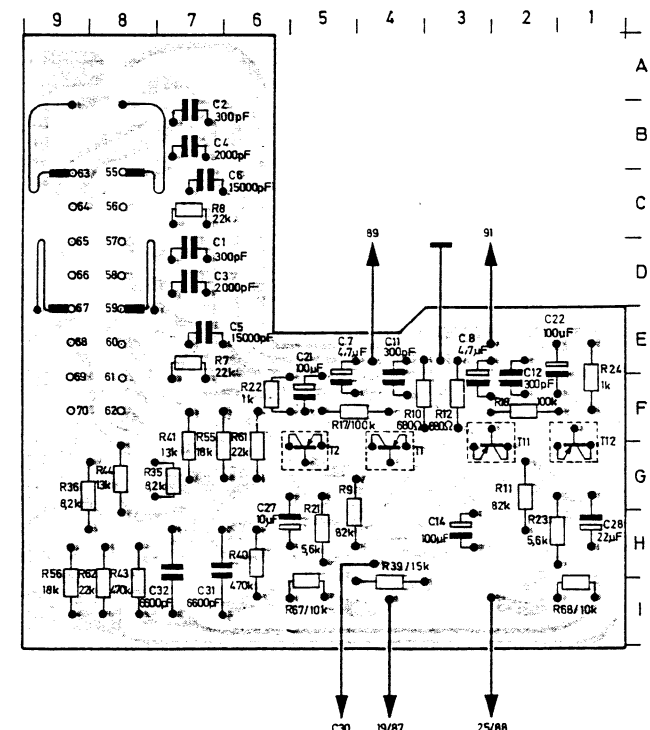 9 8 7 6 5 4 3 2 1
A
C2
300pF
B
C4
2000pF
63 55
C6
15000pF
C
64 56
R8
22k
65 57
C1
300pF
89
91
D
66 58
C3
2000pF
67 59
E
68 60
C5
15000pF
C21
100µF
C7
4,7µF
C11
300pF
C8
4,7µF
C22
100µF
69 61
R7
22k
R22
1k
C12
300pF
R24
1k
F
70 62
R17/100k
R10
680Ω
R12
680Ω
R18
100k
R41
13k
R55
18k
R61
22k
T2
T1
T11
T12
G
R36
8,2k
R44
13k
R35
8,2k
C27
10µF
R21
5,6k
R9
82k
C14
100µF
R11
82k
R23
5,6k
C28
22µF
H
R56
18k
R62
22k
R43
470k
C32
6600pF
C31
6600pF
R40
470k
R39/15k
R67/10k
R68/10k
I
C30 19/87 25/88